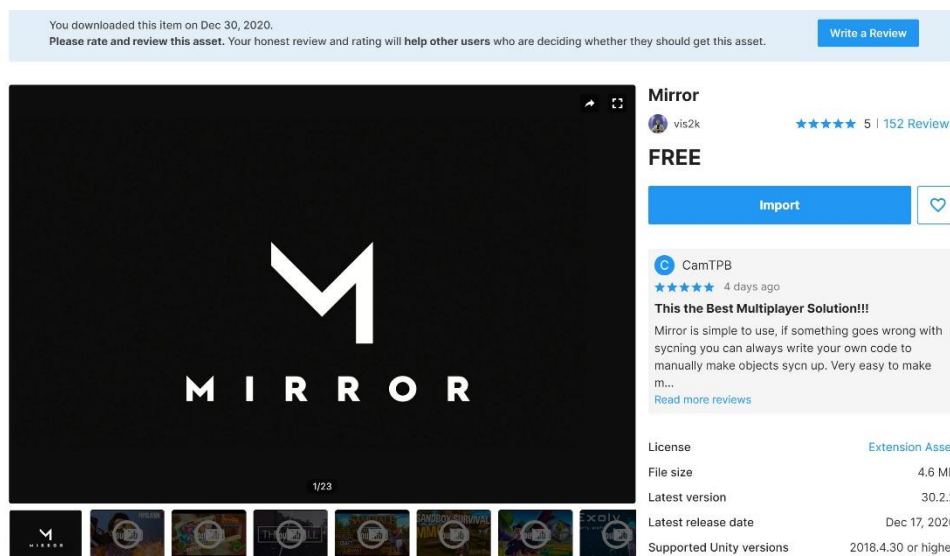 You downloaded this item on Dec 30, 2020.
Please rate and review this asset. Your honest review and rating will help other users who are deciding whether they should get this asset.
Write a Review
MIRROR
1/23
MIRROR
Mirror
vis2k
5 | 152 Review
FREE
Import
C CamTPB
4 days ago
This the Best Multiplayer Solution!!!
Mirror is simple to use, if something goes wrong with
sycning you can always write your own code to
manually make objects sycn up. Very easy to make
m...
Read more reviews
License Extension Asse
File size 4.6 M
Latest version 30.2.
Latest release date Dec 17, 202
Supported Unity versions 2018.4.30 or highe